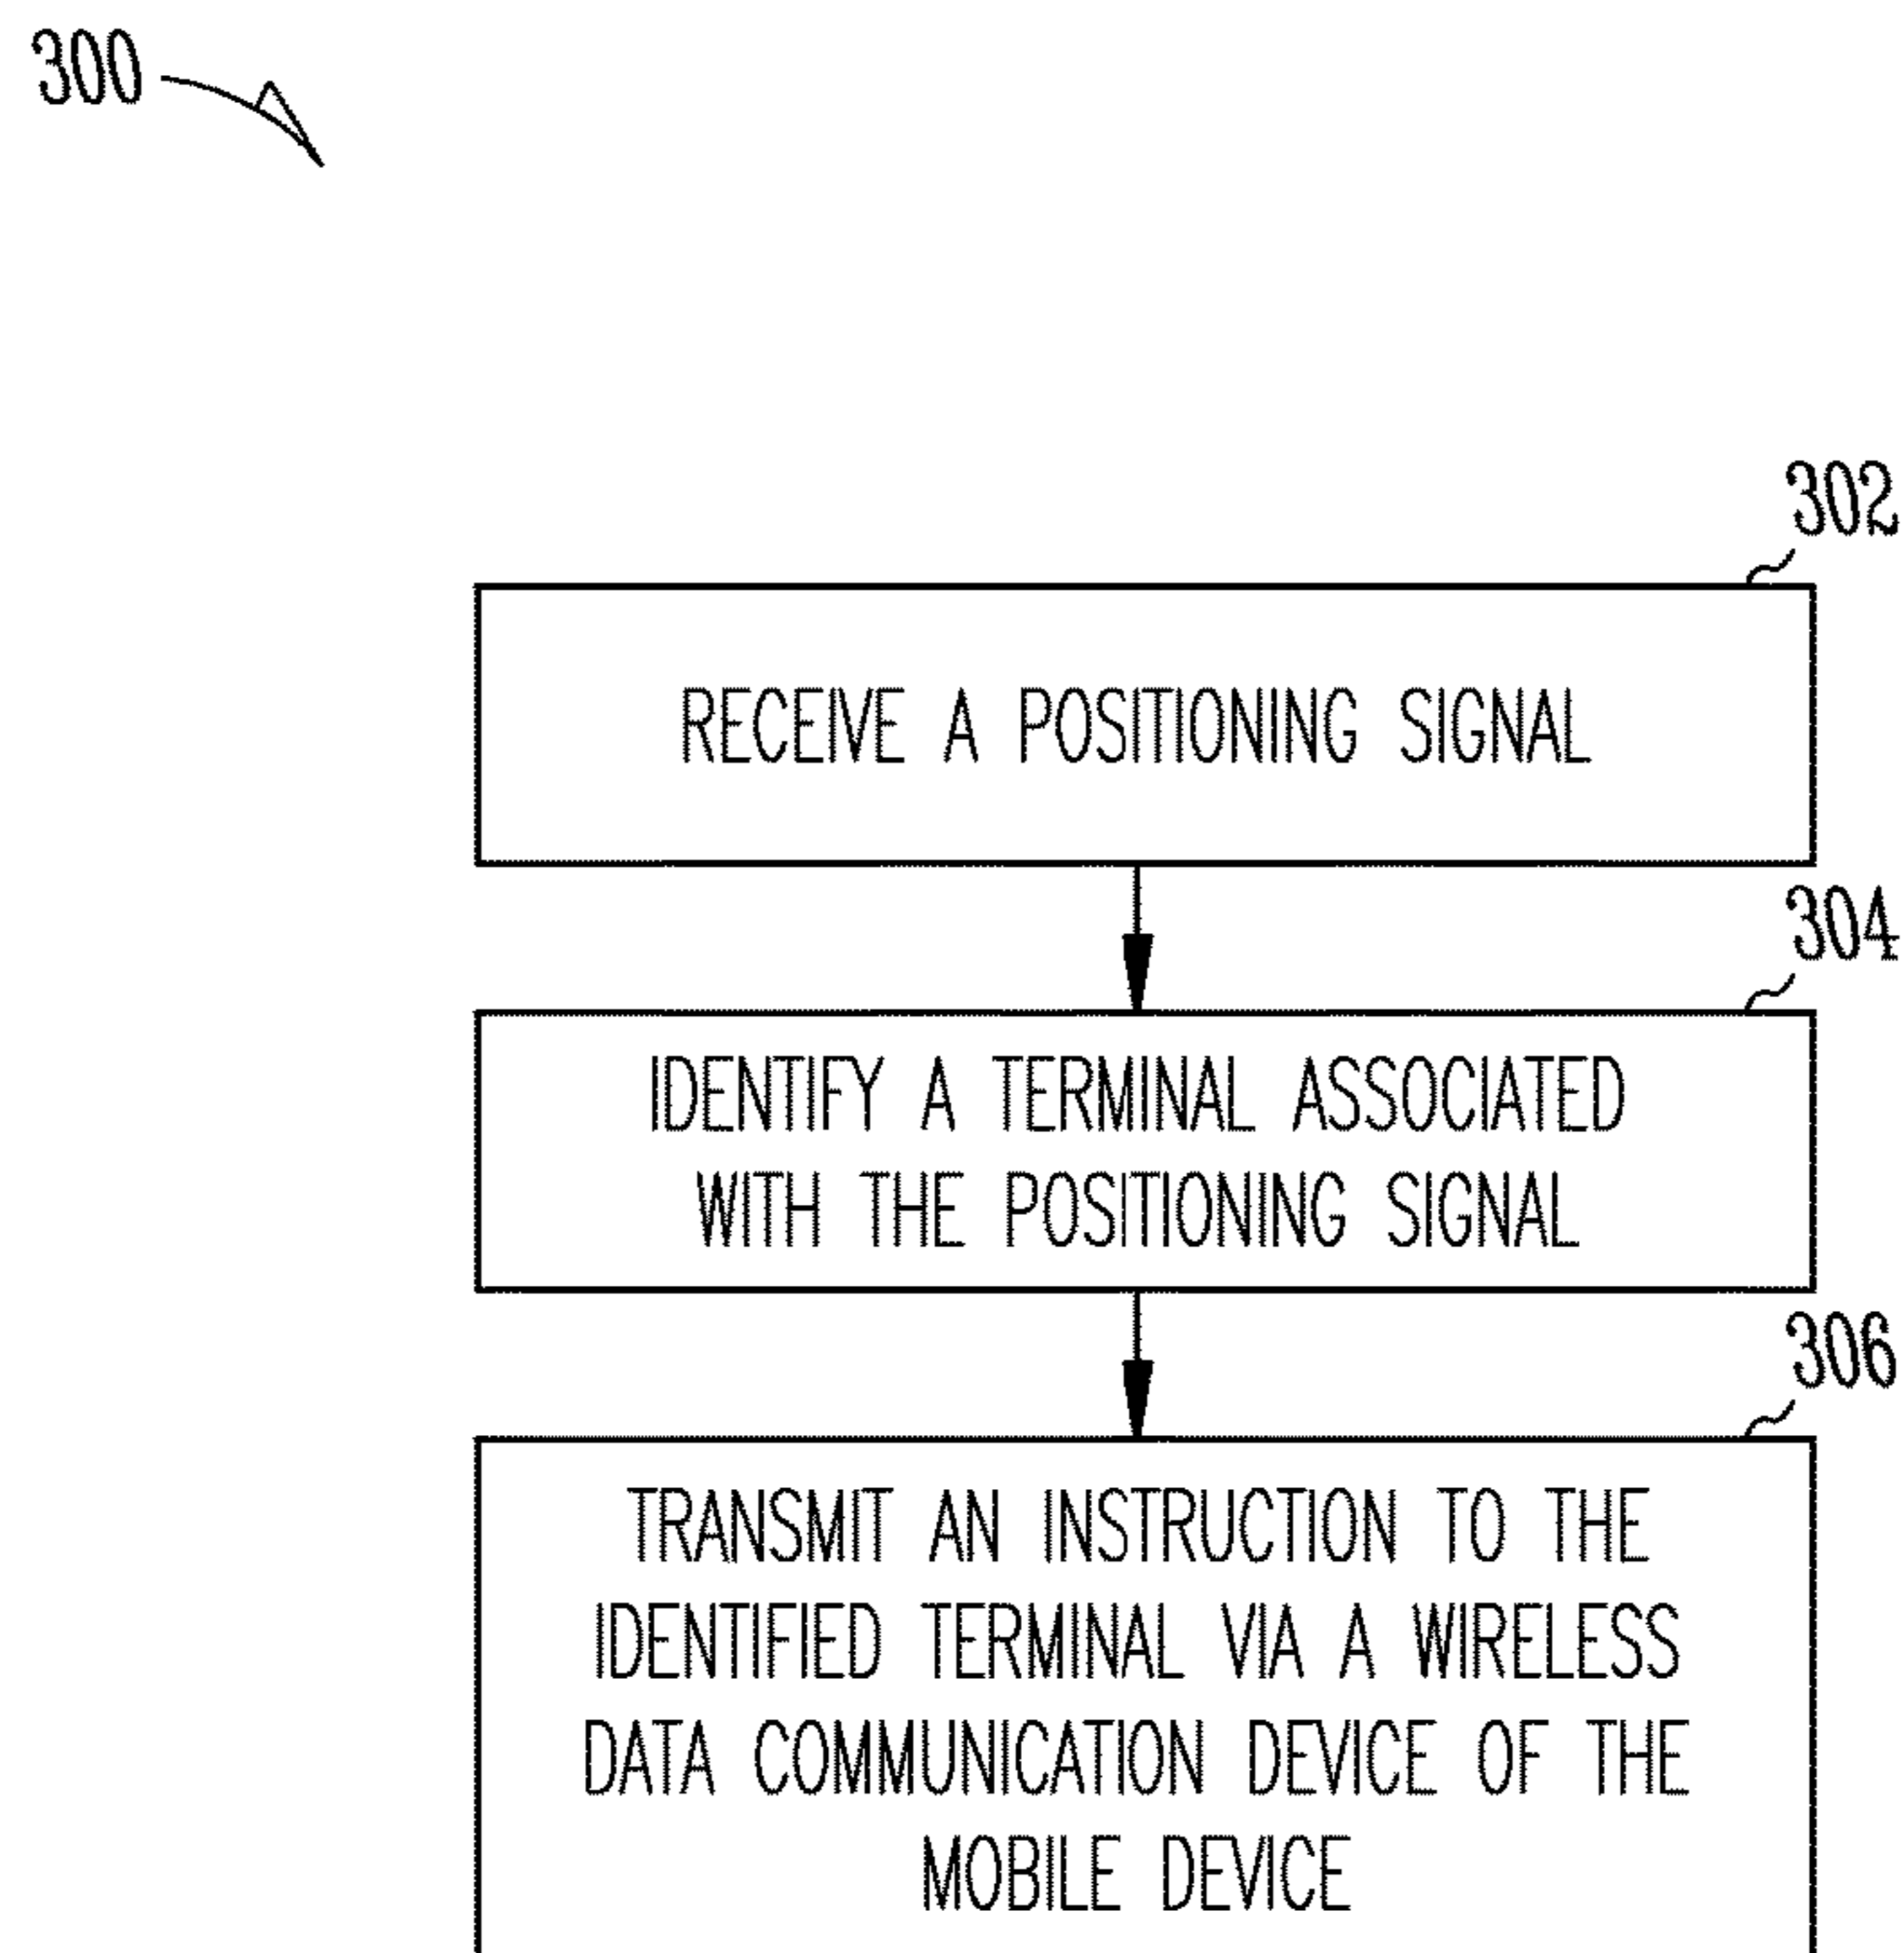 300
302
RECEIVE A POSITIONING SIGNAL
304
IDENTIFY A TERMINAL ASSOCIATED
WITH THE POSITIONING SIGNAL
306
TRANSMIT AN INSTRUCTION TO THE
IDENTIFIED TERMINAL VIA A WIRELESS
DATA COMMUNICATION DEVICE OF THE
MOBILE DEVICE